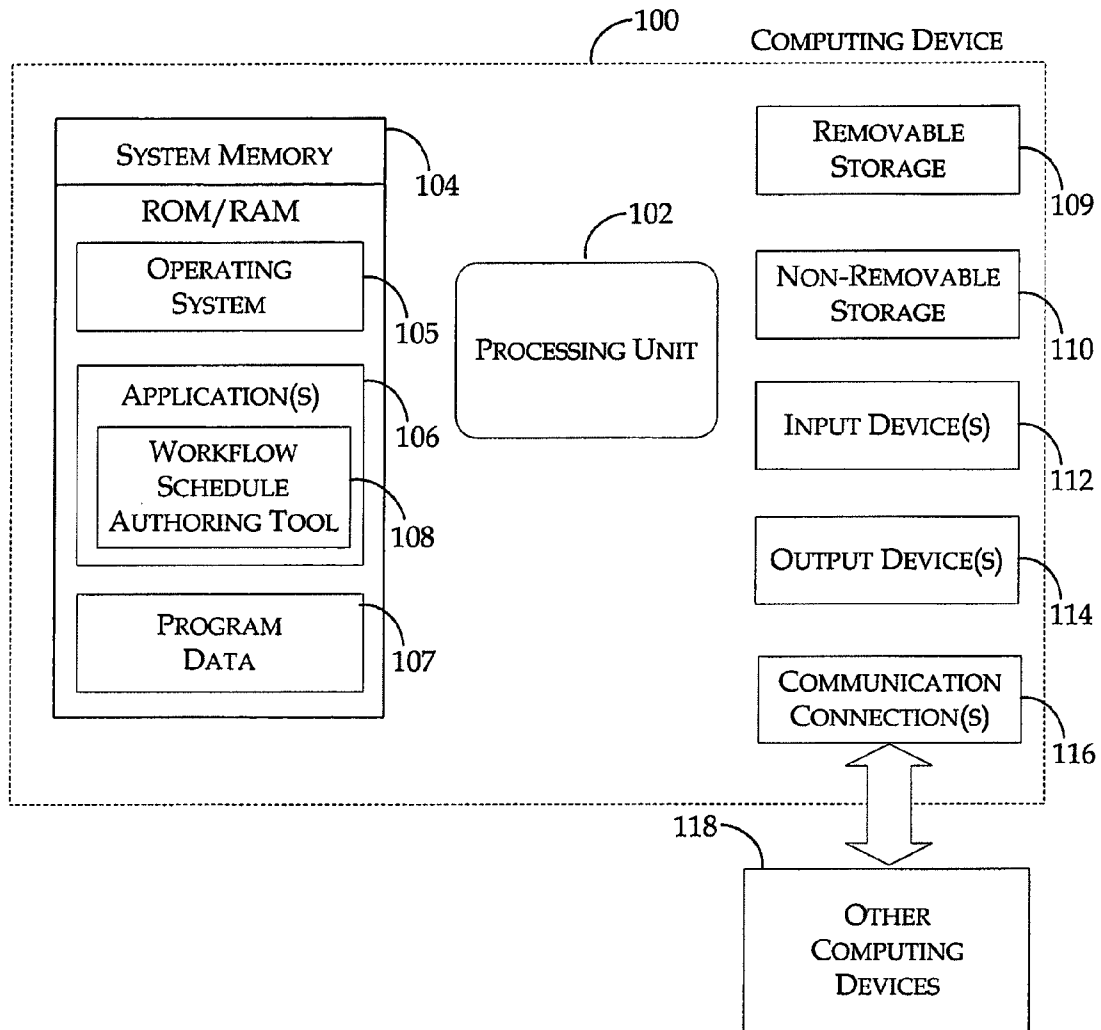 100
COMPUTING DEVICE
SYSTEM MEMORY
104
ROM/RAM
OPERATING
SYSTEM
105
APPLICATION(S)
106
WORKFLOW
SCHEDULE
AUTHORING TOOL
108
PROGRAM
DATA
107
102
PROCESSING UNIT
REMOVABLE
STORAGE
109
NON-REMOVABLE
STORAGE
110
INPUT DEVICE(S)
112
OUTPUT DEVICE(S)
114
COMMUNICATION
CONNECTION(S)
116
118
OTHER
COMPUTING
DEVICES